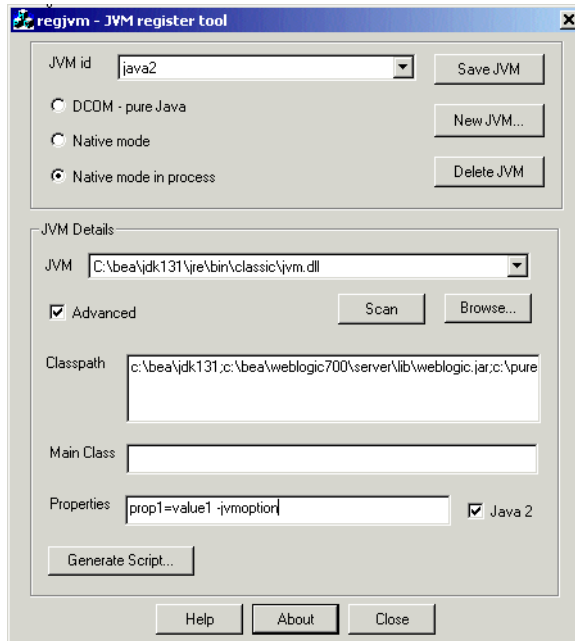 regjvm - JVM register tool
JVM id
java2
Save JVM
DCOM - pure Java
New JVM...
Native mode
Delete JVM
Native mode in process
JVM Details
JVM
C:\bea\jdk131\jre\bin\classic\jvm.dll
Advanced
Scan
Browse...
Classpath
c:\bea\jdk131;c:\bea\weblogic700\server\lib\weblogic.jar;c:\pure
Main Class
Properties
prop1=value1 -jvmoption
Java 2
Generate Script...
Help
About
Close